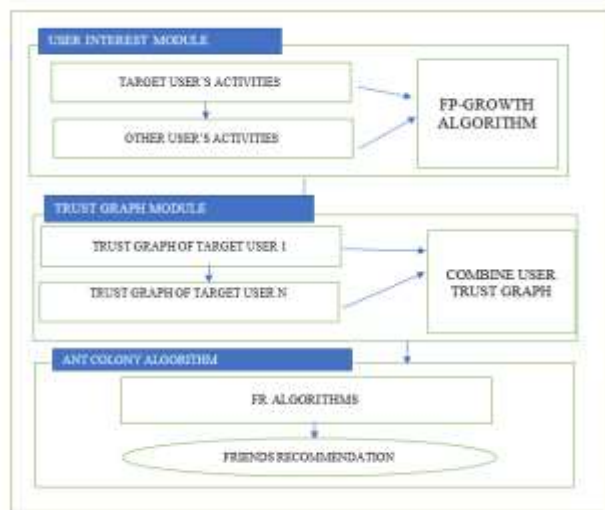 USER INTEREST MODULE
TARGET USER'S ACTIVITIES
OTHER USER'S ACTIVITIES
FP-GROWTH
ALGORITHM
TRUST GRAPH MODULE
TRUST GRAPH OF TARGET USER 1
TRUST GRAPH OF TARGET USER N
COMBINE USER
TRUST GRAPH
ANT COLONY ALGORITHM
FR ALGORITHMS
FRIENDS RECOMMENDATION